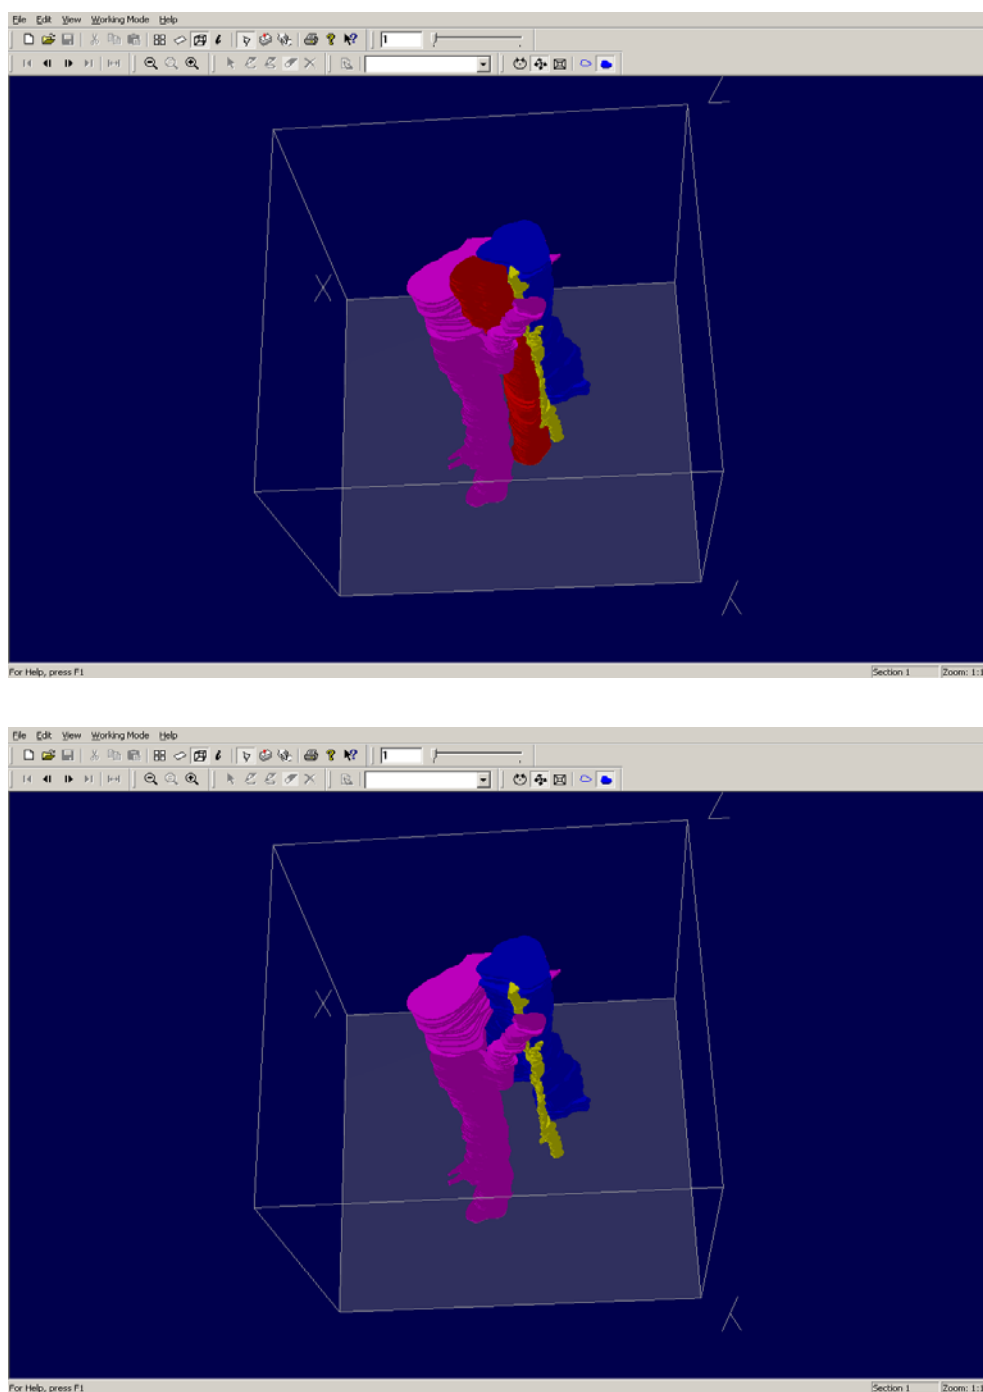 File Edit View Working Mode Help
1
X
Z
Y
For Help, press F1
Section 1
Zoom: 1:1
File Edit View Working Mode Help
1
X
Z
Y
For Help, press F1
Section 1
Zoom: 1:1